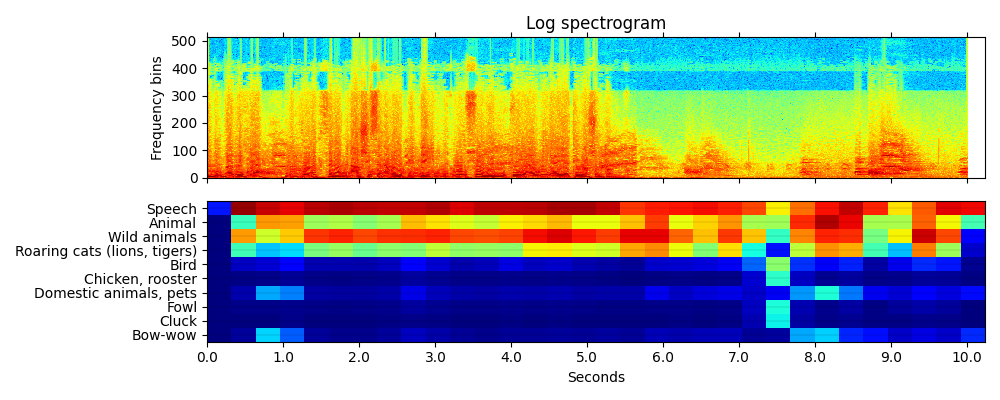 Log spectrogram
500
400
300
200
100
0
Frequency bins
Speech
Animal
Wild animals
Roaring cats (lions, tigers)
Bird
Chicken, rooster
Domestic animals, pets
Fowl
Cluck
Bow-wow
0.0 1.0 2.0 3.0 4.0 5.0 6.0 7.0 8.0 9.0 10.0
Seconds